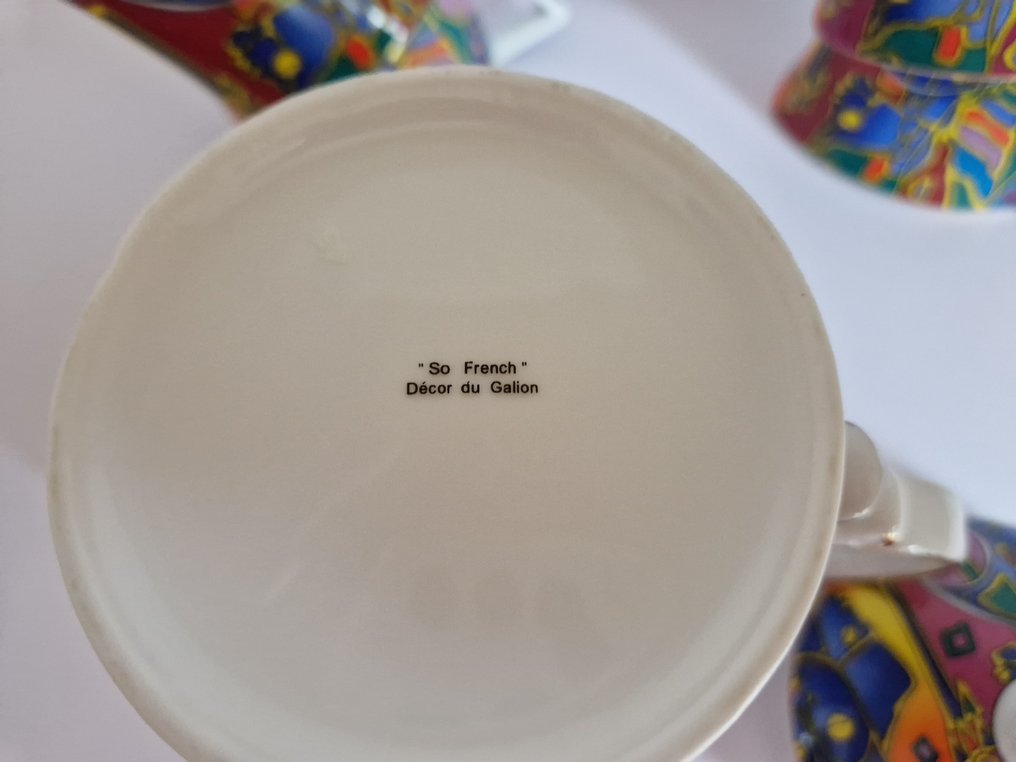 " So French "
Décor du Galion